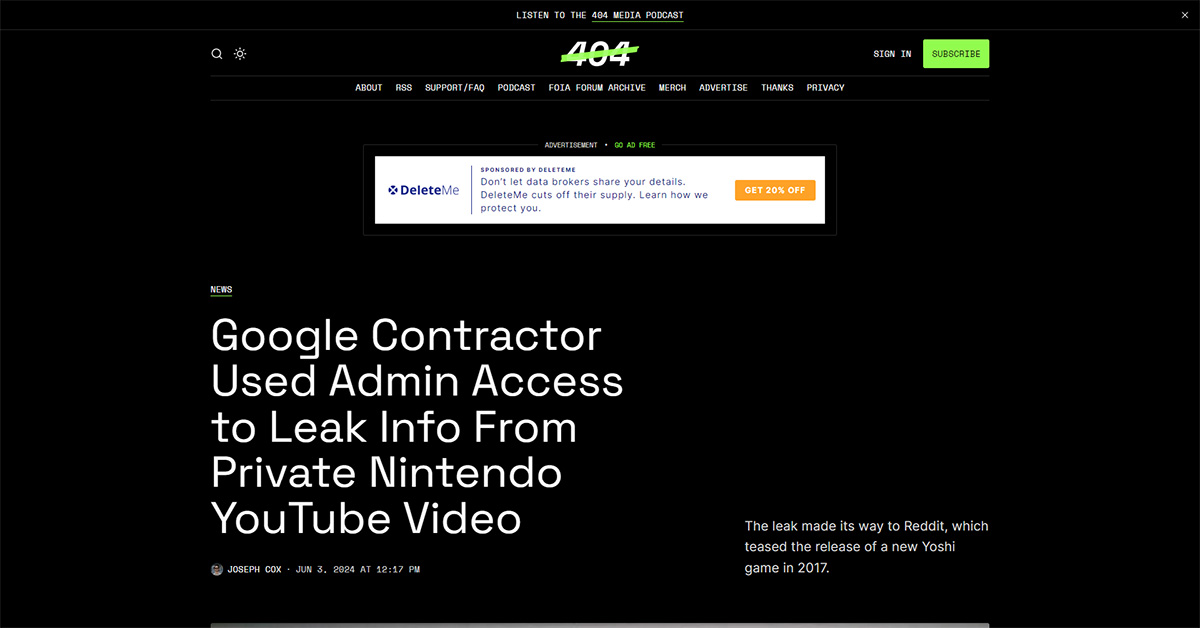 LISTEN TO THE 404 MEDIA PODCAST
404
SIGN IN
SUBSCRIBE
ABOUT RSS SUPPORT/FAQ PODCAST FOIA FORUM ARCHIVE MERCH ADVERTISE THANKS PRIVACY
ADVERTISEMENT • GO AD FREE
DeleteMe
SPONSORED BY DELETEME
Don't let data brokers share your details.
DeleteMe cuts off their supply. Learn how we
protect you.
GET 20% OFF
NEWS
Google Contractor
Used Admin Access
to Leak Info From
Private Nintendo
YouTube Video
The leak made its way to Reddit, which
teased the release of a new Yoshi
game in 2017.
JOSEPH COX · JUN 3, 2024 AT 12:17 PM